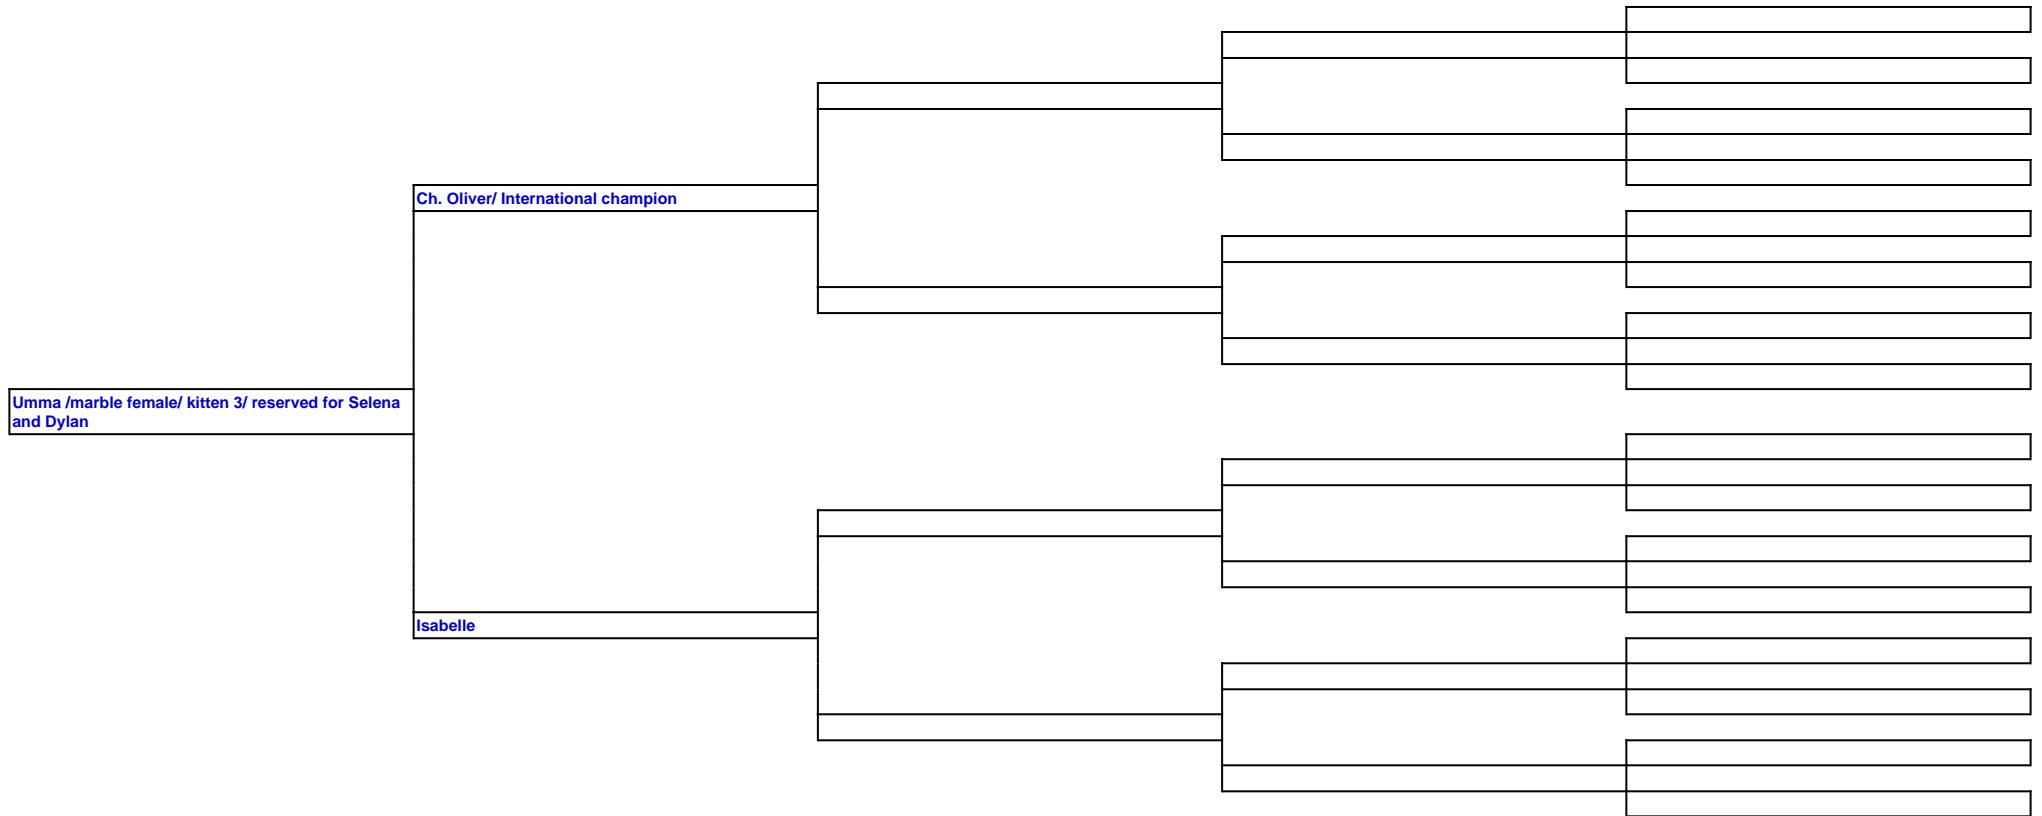 Ch. Oliver/ International champion
Umma /marble female/ kitten 3/ reserved for Selena
and Dylan
Isabelle